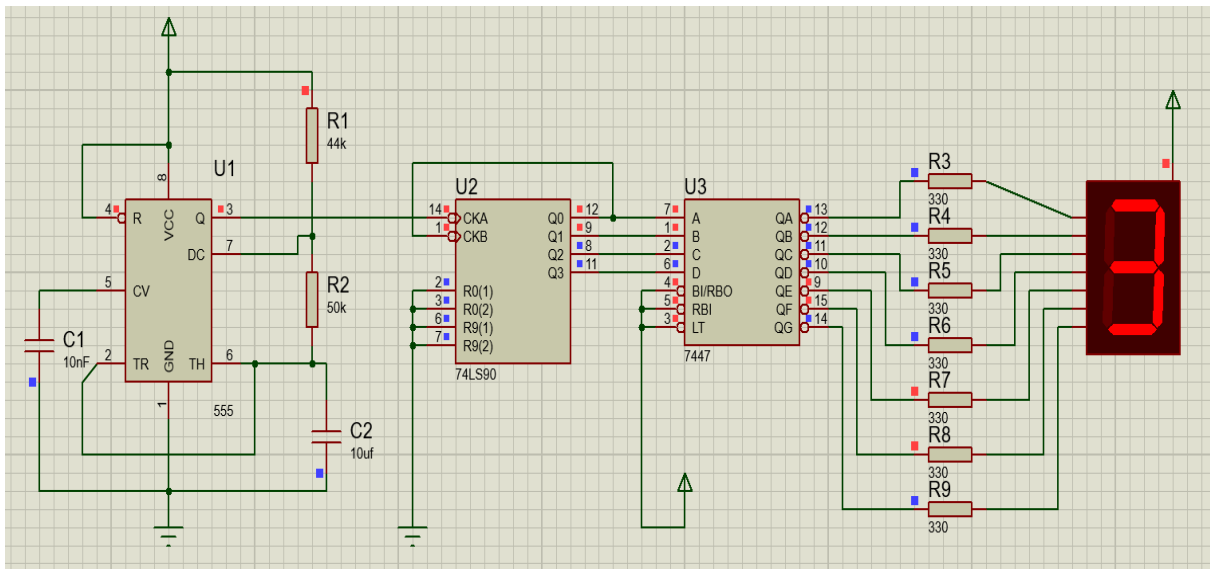 R1
44k
U1
8
4 R VCC Q 3
DC 7
5 CV
R2
50k
C1
10nF
2 TR GND TH 6
1
555
C2
10uf
U2
14 CKA Q0 12
1 CKB Q1 9
Q2 8
Q3 11
2 R0(1)
3 R0(2)
6 R9(1)
7 R9(2)
74LS90
U3
7 A QA 13
1 B QB 12
2 C QC 11
6 D QD 10
4 BI/RBO QE 9
5 RBI QF 15
3 LT QG 14
7447
R3
330
R4
330
R5
330
R6
330
R7
330
R8
330
R9
330
3